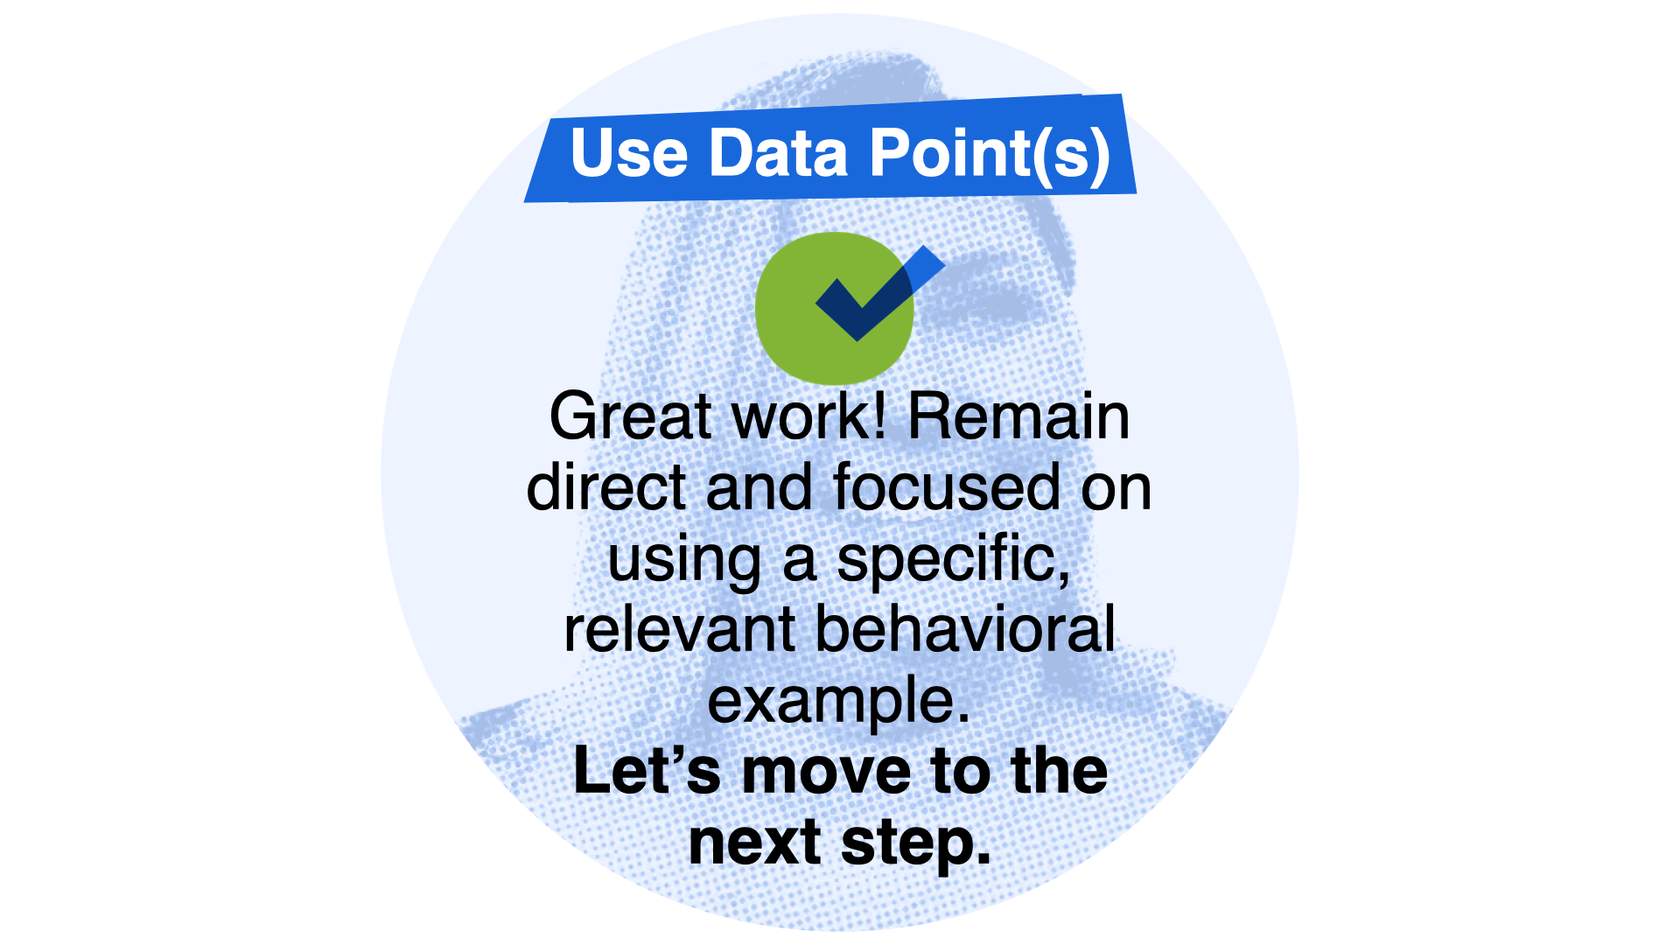 Use Data Point(s)
Great work! Remain
direct and focused on
using a specific,
relevant behavioral
example.
Let’s move to the
next step.